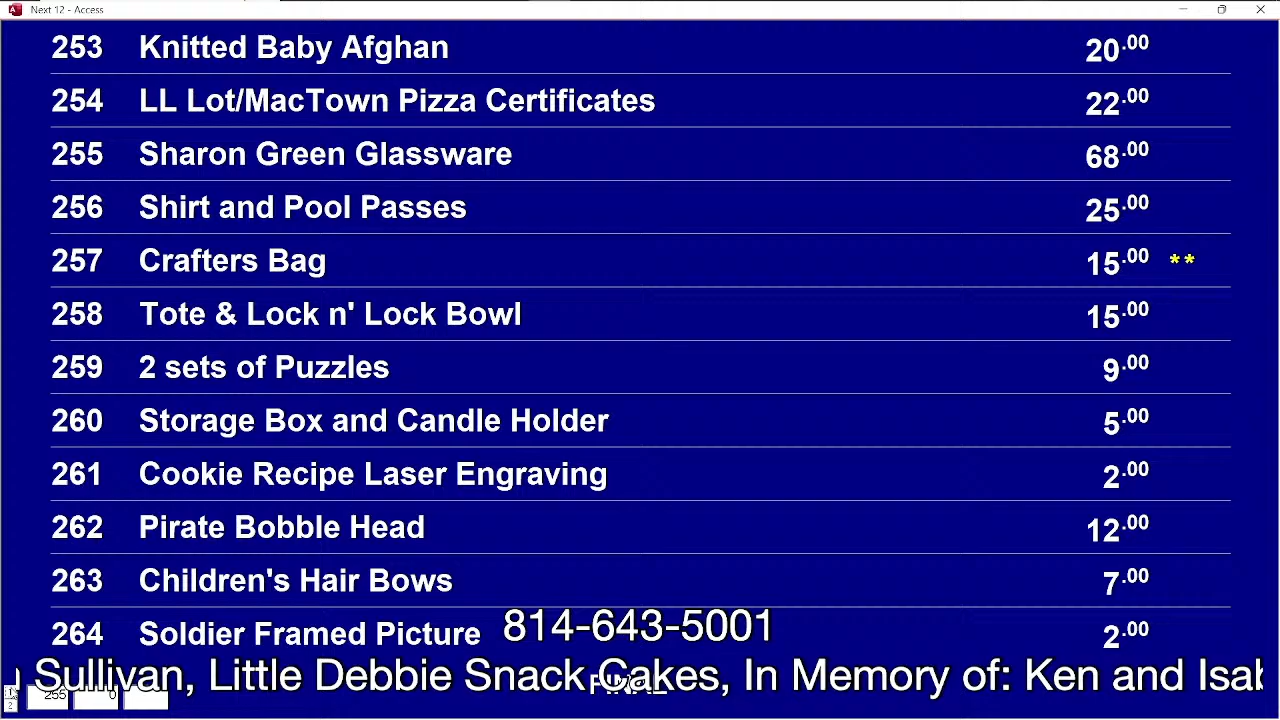 Next 12 - Access
253 Knitted Baby Afghan 20.00
254 LL Lot/MacTown Pizza Certificates 22.00
255 Sharon Green Glassware 68.00
256 Shirt and Pool Passes 25.00
257 Crafters Bag 15.00 **
258 Tote & Lock n' Lock Bowl 15.00
259 2 sets of Puzzles 9.00
260 Storage Box and Candle Holder 5.00
261 Cookie Recipe Laser Engraving 2.00
262 Pirate Bobble Head 12.00
263 Children's Hair Bows 7.00
264 Soldier Framed Picture 2.00
814-643-5001
Sullivan, Little Debbie Snack Cakes, In Memory of: Ken and Isab
FINAL
255 0